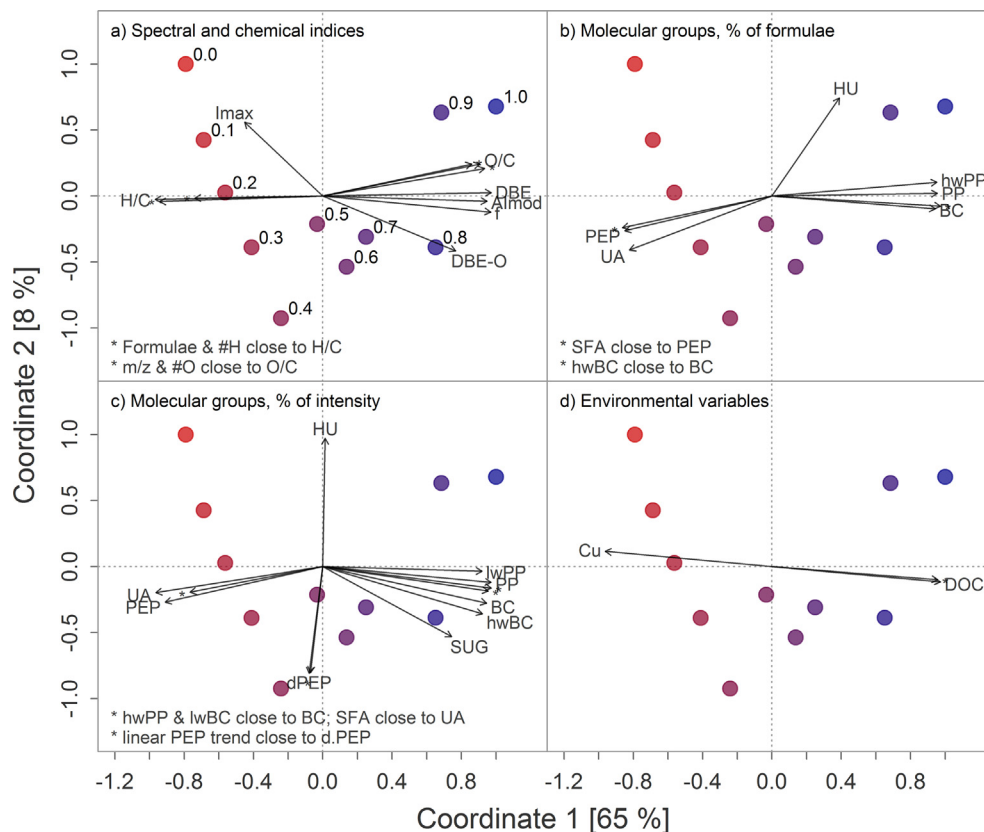 a) Spectral and chemical indices
0.0
0.1
0.2
0.3
0.4
0.5
0.6
0.7
0.8
0.9
1.0
Imax
H/C
*
*
O/C
*
*
DBE
AImod
f
DBE-O
* Formulae & #H close to H/C
* m/z & #O close to O/C
b) Molecular groups, % of formulae
HU
hwPP
PP
*
BC
*
PEP
UA
* SFA close to PEP
* hwBC close to BC
c) Molecular groups, % of intensity
HU
lwPP
PP
*
*
BC
hwBC
SUG
UA
*
PEP
dPEP
* hwPP & lwBC close to BC; SFA close to UA
* linear PEP trend close to d.PEP
d) Environmental variables
Cu
DOC
Coordinate 2 [8 %]
1.0
0.5
0.0
-0.5
-1.0
1.0
0.5
0.0
-0.5
-1.0
-1.2 -0.8 -0.4 0.0 0.4 0.8
-1.2 -0.8 -0.4 0.0 0.4 0.8
Coordinate 1 [65 %]